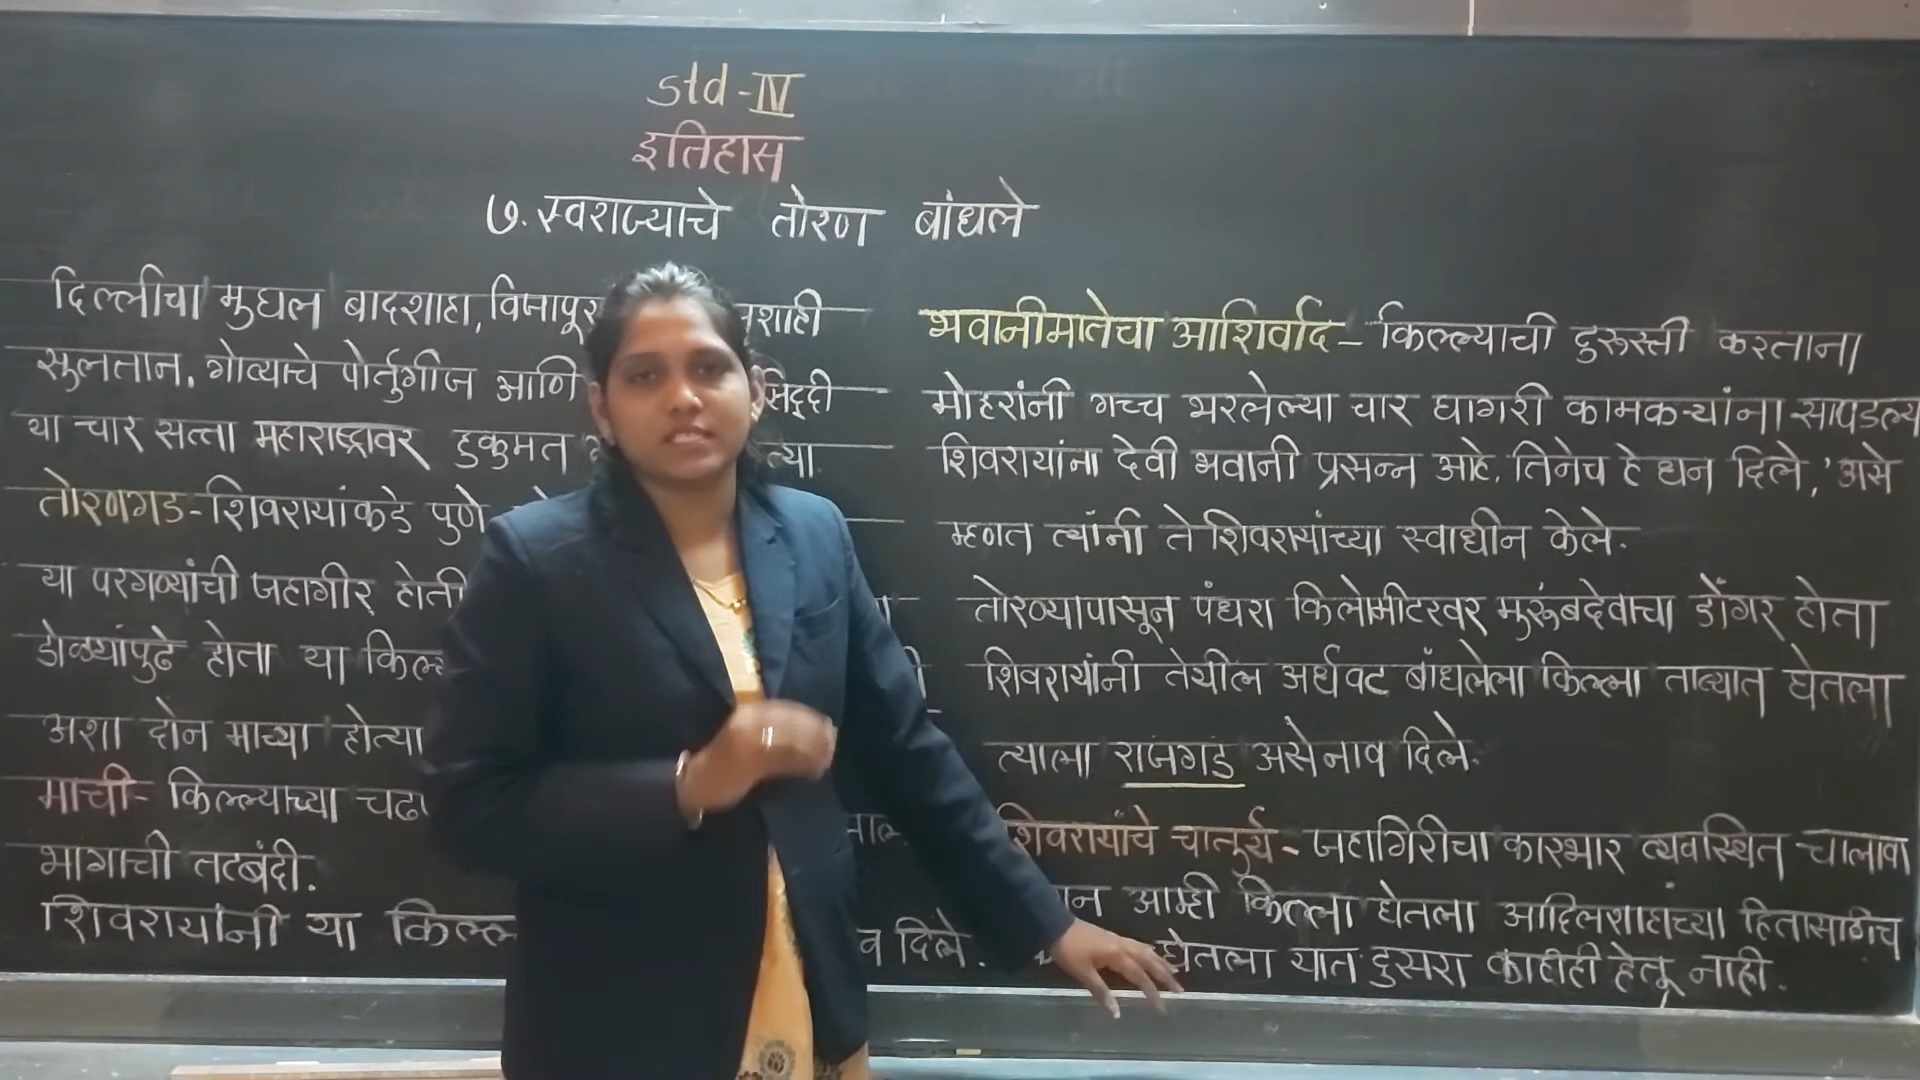 std - IV
इतिहास
७. स्वराज्याचे तोरण बांधले
दिल्लीचा मुघल बादशाहा, विजापूर शाही
सुलतान, गोव्याचे पोर्तुगीज आणि सिद्दी
या चार सत्ता महाराष्ट्रावर हुकुमत त्या
तोरणगड - शिवरायांकडे पुणे
या परगण्यांची जहागीर होती
डोळ्यांपुढे होता या
अशा दोन माच्या होत्या
माची - किल्ल्याच्या
भागाची तटबंदी.
शिवरायांनी या व दिले.
भवानीमातेचा आशिर्वाद - किल्ल्याची दुरुस्ती करताना
मोहरांनी गच्च भरलेल्या चार घागरी कामकऱ्यांना सापडल्य
शिवरायांना देवी भवानी प्रसन्न आहे. तिनेच हे धन दिले,' असे
म्हणत त्यांनी ते शिवरायांच्या स्वाधीन केले.
तोरण्यापासून पंधरा किलोमीटरवर मुरुंबदेवाचा डोंगर होता
शिवरायांनी तेथील अर्धवट बांधलेला किल्ला ताब्यात घेतला
त्याला राजगड असे नाव दिले.
शिवरायांचे चातुर्य - जहागिरीचा कारभार व्यवस्थित चालावा
आम्ही किल्ला घेतला आदिलशाहाच्या हितासाठीच
घेतला यात दुसरा काहीही हेतू नाही.